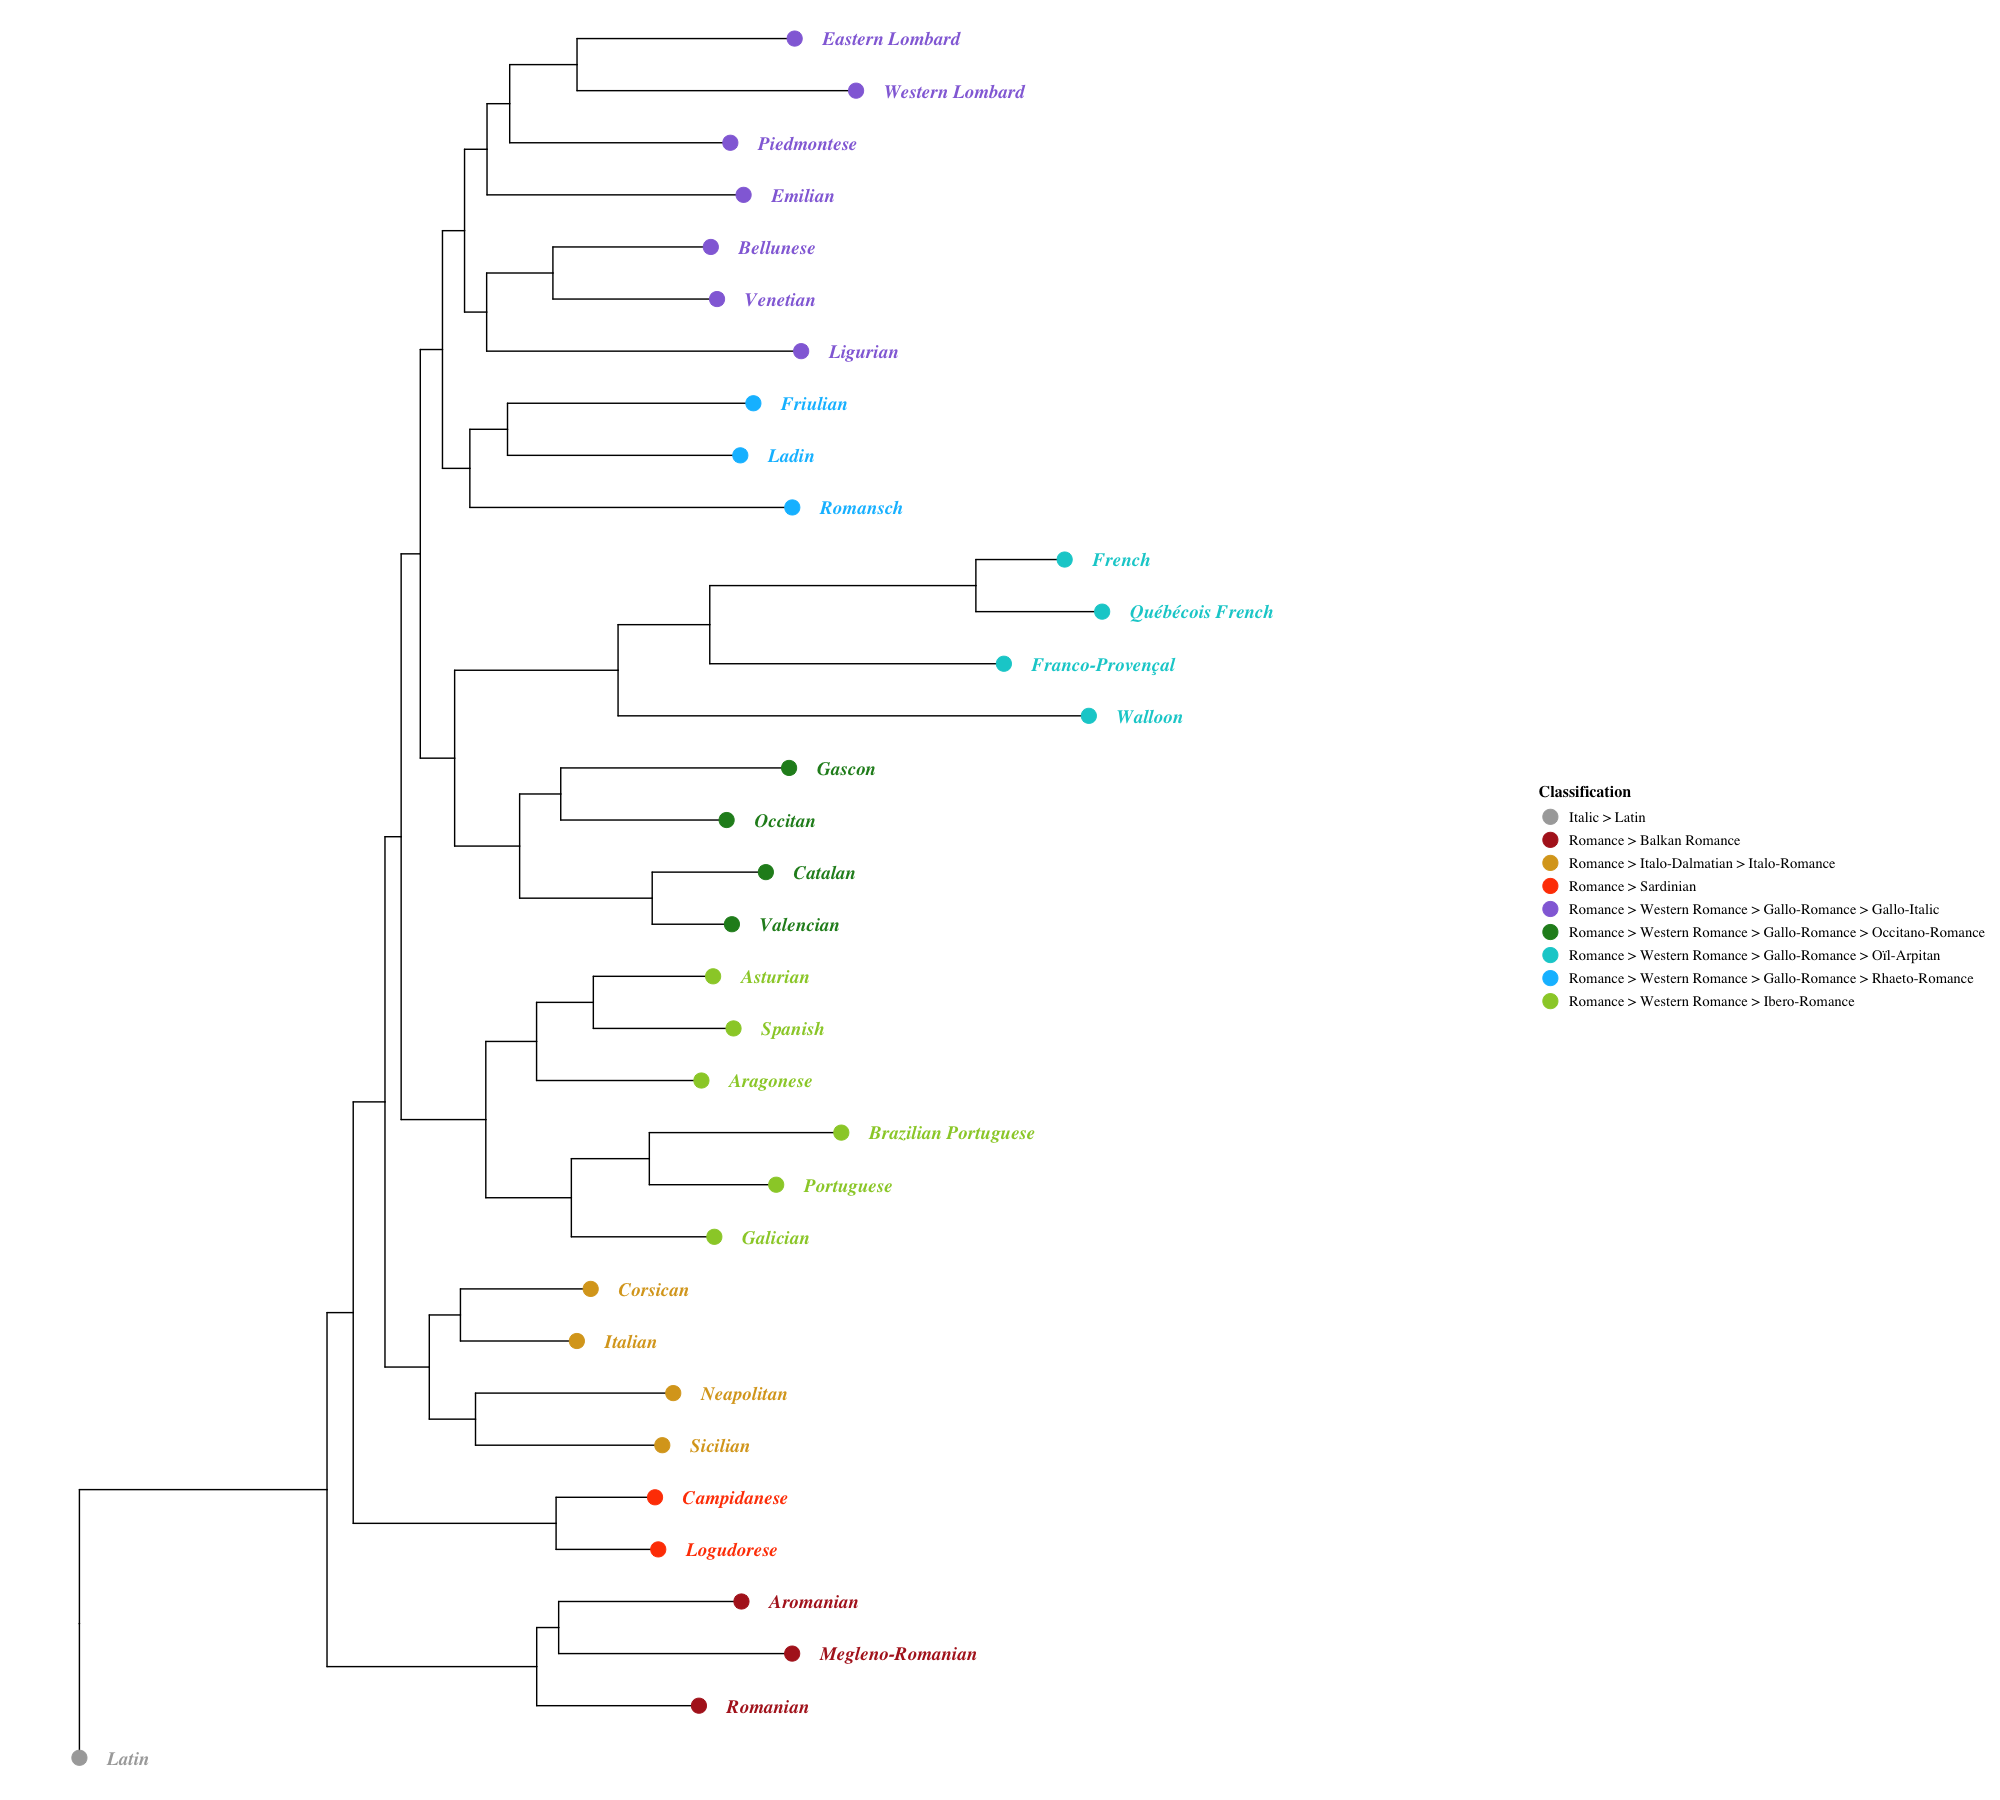 Eastern Lombard
Western Lombard
Piedmontese
Emilian
Bellunese
Venetian
Ligurian
Friulian
Ladin
Romansch
French
Québécois French
Franco-Provençal
Walloon
Gascon
Occitan
Catalan
Valencian
Asturian
Spanish
Aragonese
Brazilian Portuguese
Portuguese
Galician
Corsican
Italian
Neapolitan
Sicilian
Campidanese
Logudorese
Aromanian
Megleno-Romanian
Romanian
Latin
Classification
Italic > Latin
Romance > Balkan Romance
Romance > Italo-Dalmatian > Italo-Romance
Romance > Sardinian
Romance > Western Romance > Gallo-Romance > Gallo-Italic
Romance > Western Romance > Gallo-Romance > Occitano-Romance
Romance > Western Romance > Gallo-Romance > Oïl-Arpitan
Romance > Western Romance > Gallo-Romance > Rhaeto-Romance
Romance > Western Romance > Ibero-Romance